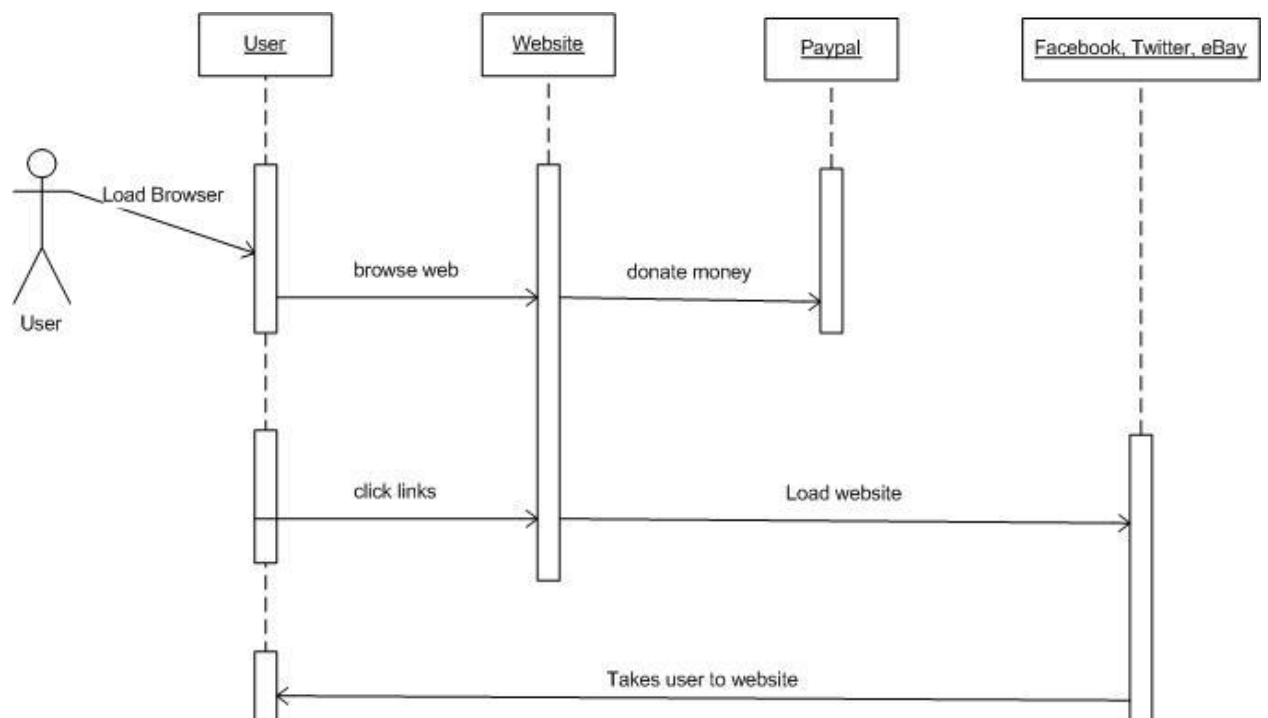 User
Website
Paypal
Facebook, Twitter, eBay
Load Browser
User
browse web
donate money
click links
Load website
Takes user to website